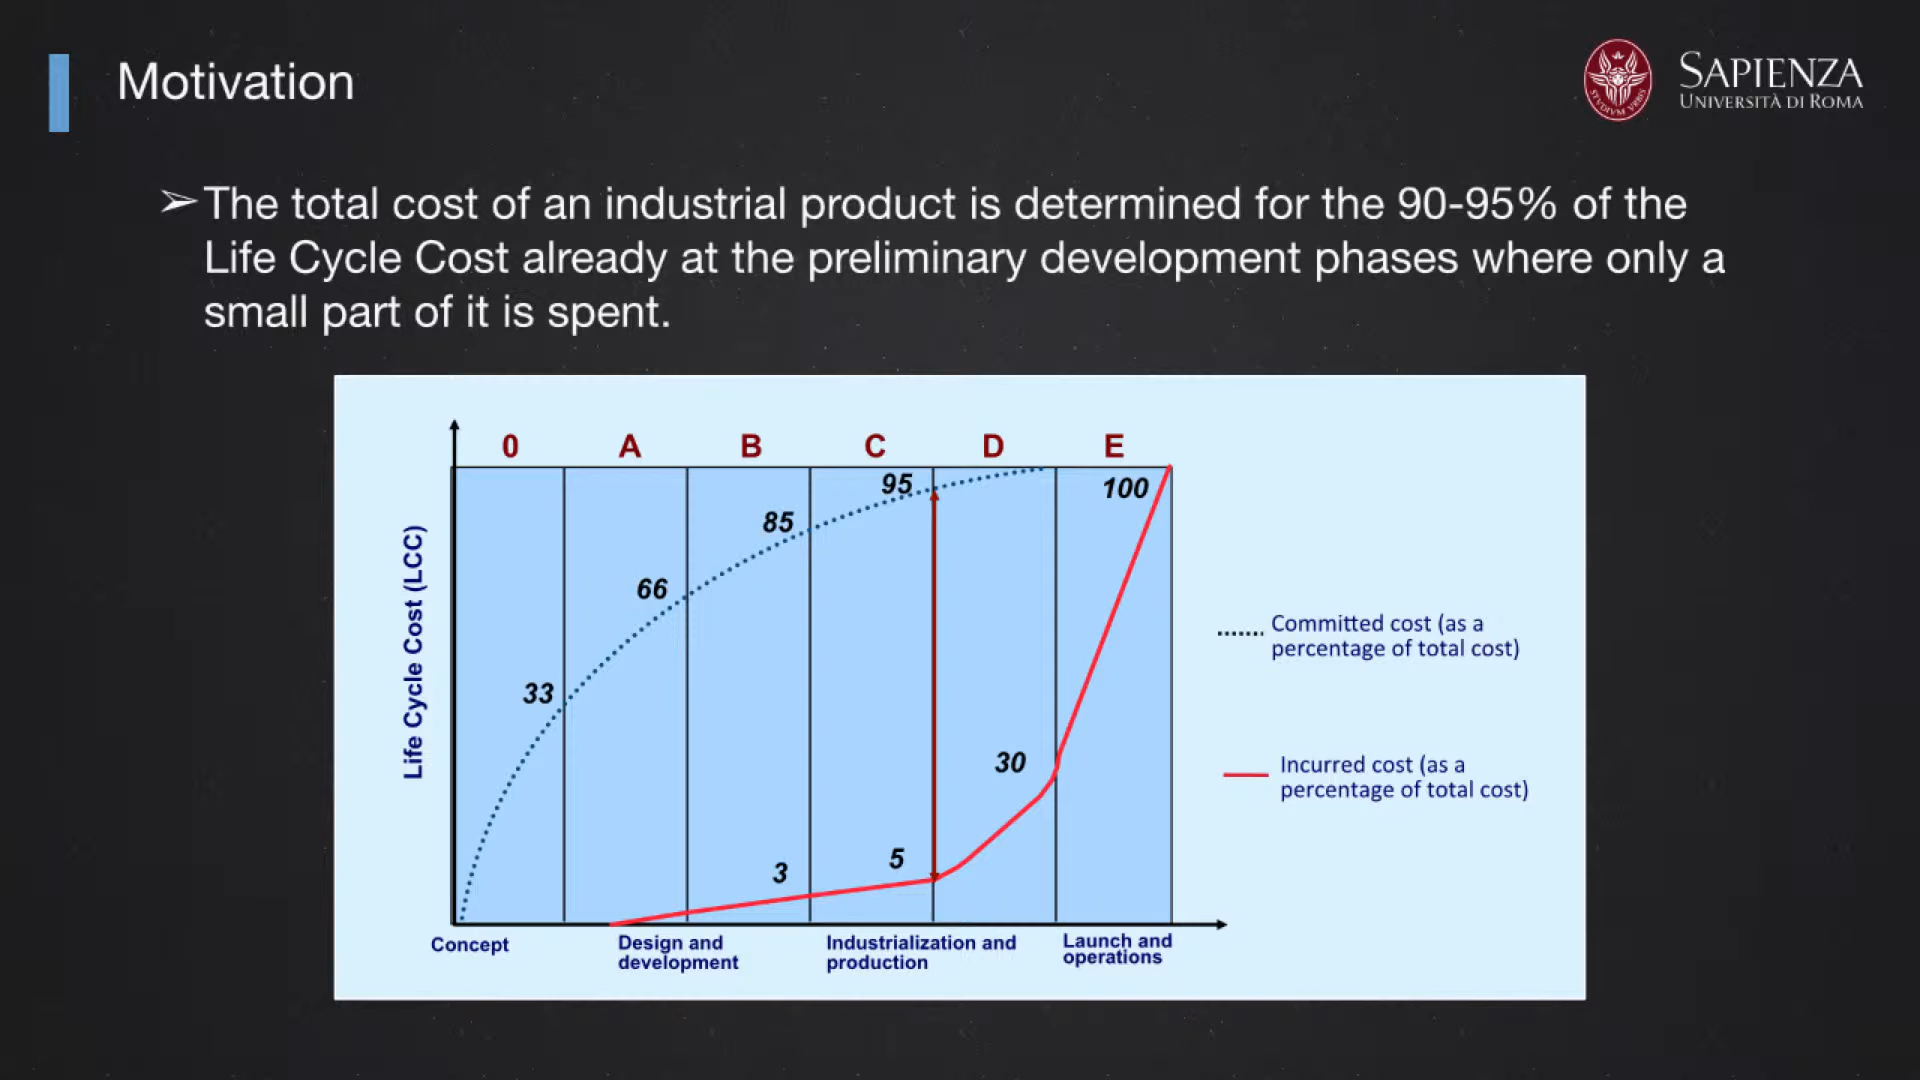 Motivation
SAPIENZA
UNIVERSITÀ DI ROMA
STVDIVM VRBIS
➢ The total cost of an industrial product is determined for the 90-95% of the
Life Cycle Cost already at the preliminary development phases where only a
small part of it is spent.
0 A B C D E
95
100
85
66
33
30
5
3
Life Cycle Cost (LCC)
Committed cost (as a
percentage of total cost)
Incurred cost (as a
percentage of total cost)
Concept
Design and
development
Industrialization and
production
Launch and
operations